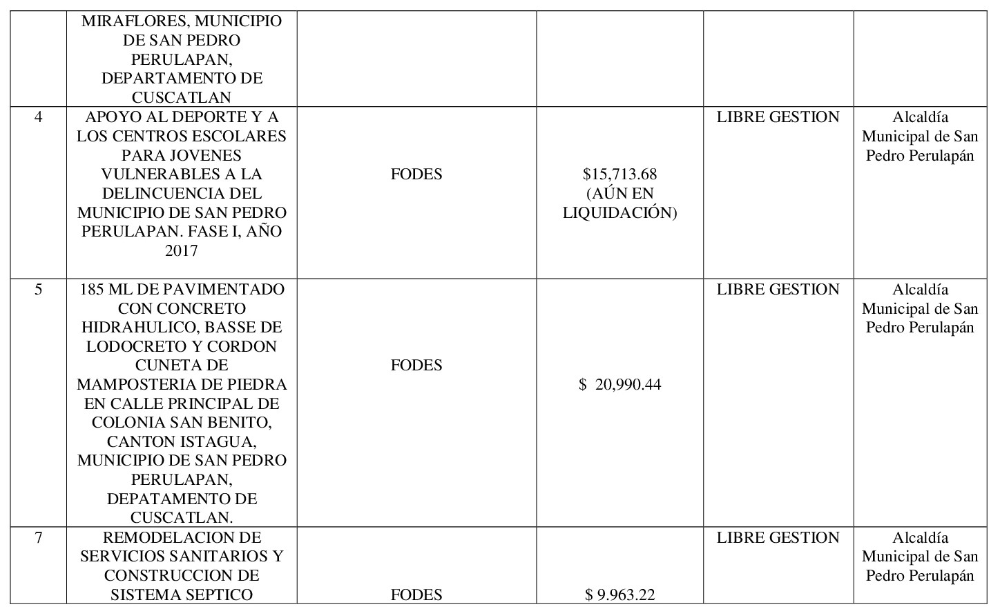 MIRAFLORES, MUNICIPIO
DE SAN PEDRO
PERULAPAN,
DEPARTAMENTO DE
CUSCATLAN
4
APOYO AL DEPORTE Y A
LOS CENTROS ESCOLARES
PARA JOVENES
VULNERABLES A LA
DELINCUENCIA DEL
MUNICIPIO DE SAN PEDRO
PERULAPAN. FASE I, AÑO
2017
FODES
$15,713.68
(AÚN EN
LIQUIDACIÓN)
LIBRE GESTION
Alcaldía
Municipal de San
Pedro Perulapán
5
185 ML DE PAVIMENTADO
CON CONCRETO
HIDRAHULICO, BASSE DE
LODOCRETO Y CORDON
CUNETA DE
MAMPOSTERIA DE PIEDRA
EN CALLE PRINCIPAL DE
COLONIA SAN BENITO,
CANTON ISTAGUA,
MUNICIPIO DE SAN PEDRO
PERULAPAN,
DEPATAMENTO DE
CUSCATLAN.
FODES
$ 20,990.44
LIBRE GESTION
Alcaldía
Municipal de San
Pedro Perulapán
7
REMODELACION DE
SERVICIOS SANITARIOS Y
CONSTRUCCION DE
SISTEMA SEPTICO
FODES
$ 9.963.22
LIBRE GESTION
Alcaldía
Municipal de San
Pedro Perulapán